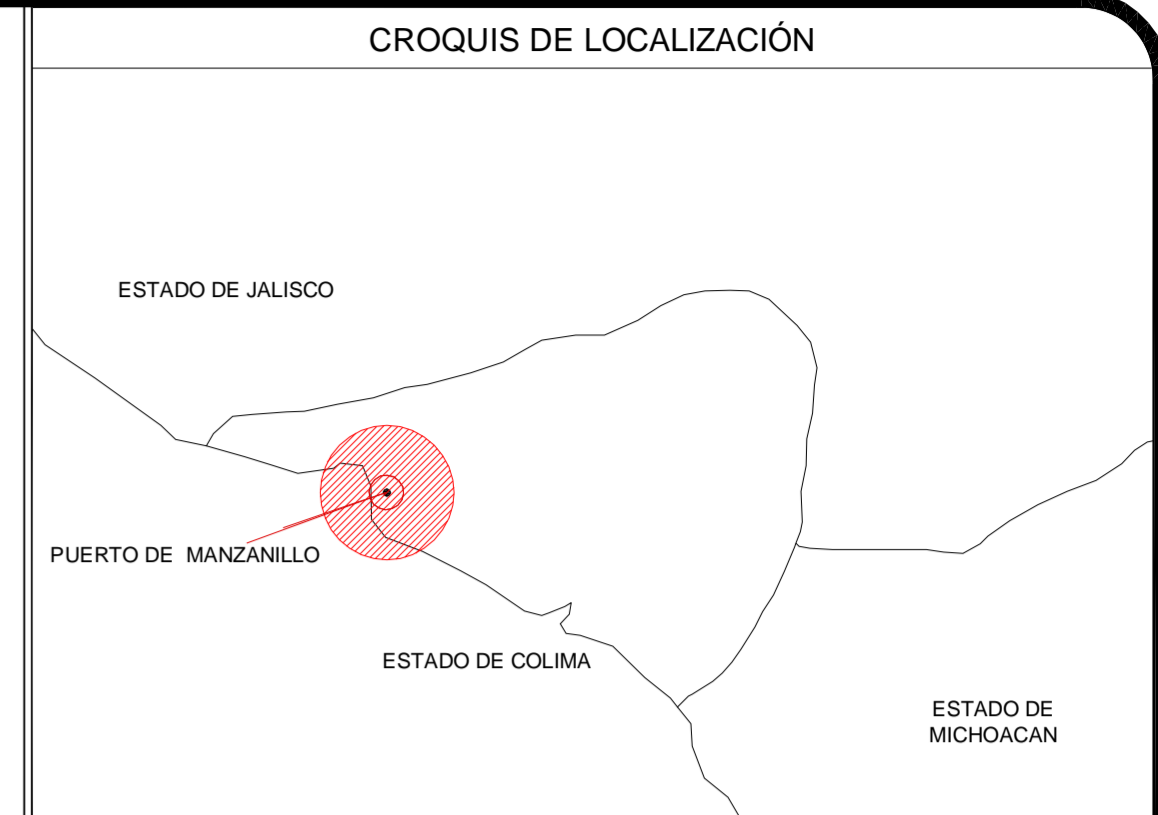 CROQUIS DE LOCALIZACIÓN
ESTADO DE JALISCO
PUERTO DE MANZANILLO
ESTADO DE COLIMA
ESTADO DE
MICHOACAN